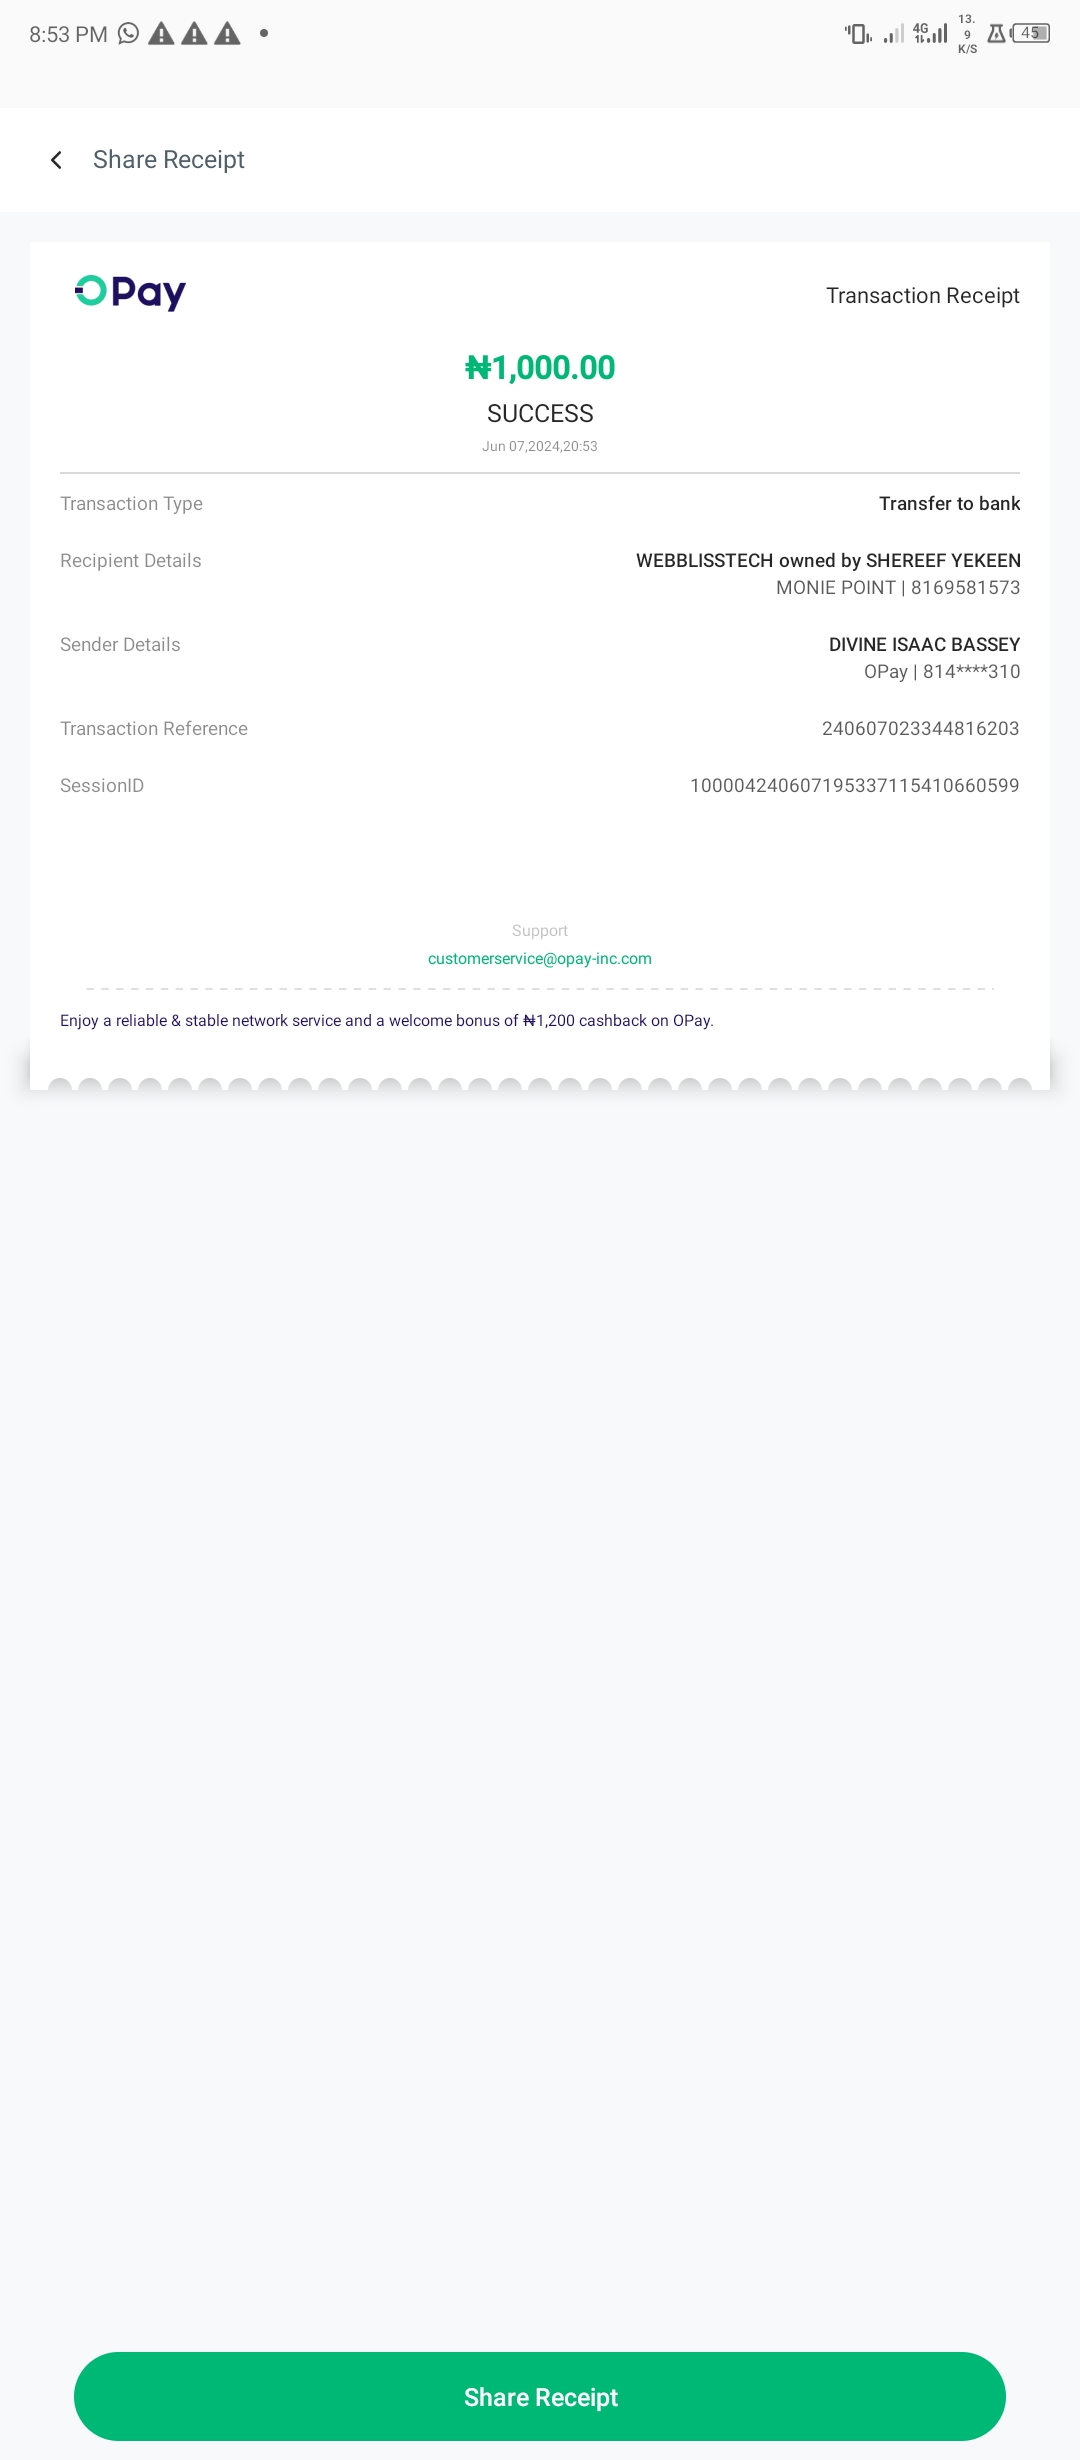 8:53 PM
4G
13.
9
K/S
45
Share Receipt
OPay
Transaction Receipt
₦1,000.00
SUCCESS
Jun 07,2024,20:53
Transaction Type
Transfer to bank
Recipient Details
WEBBLISSTECH owned by SHEREEF YEKEEN
MONIE POINT | 8169581573
Sender Details
DIVINE ISAAC BASSEY
OPay | 814****310
Transaction Reference
240607023344816203
SessionID
100004240607195337115410660599
Support
customerservice@opay-inc.com
Enjoy a reliable & stable network service and a welcome bonus of ₦1,200 cashback on OPay.
Share Receipt